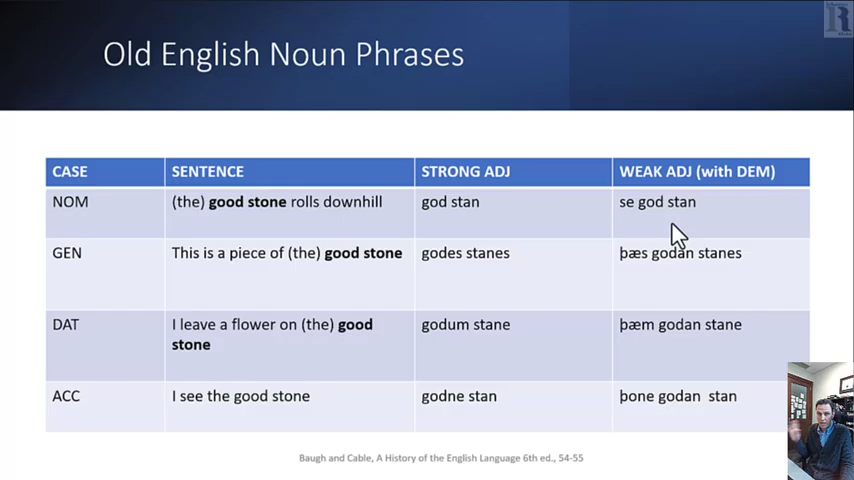 Old English Noun Phrases
CASE SENTENCE STRONG ADJ WEAK ADJ (with DEM)
NOM (the) good stone rolls downhill god stan se god stan
GEN This is a piece of (the) good stone godes stanes þæs godan stanes
DAT I leave a flower on (the) good stone godum stane þæm godan stane
ACC I see the good stone godne stan þone godan stan
Baugh and Cable, A History of the English Language 6th ed., 54-55